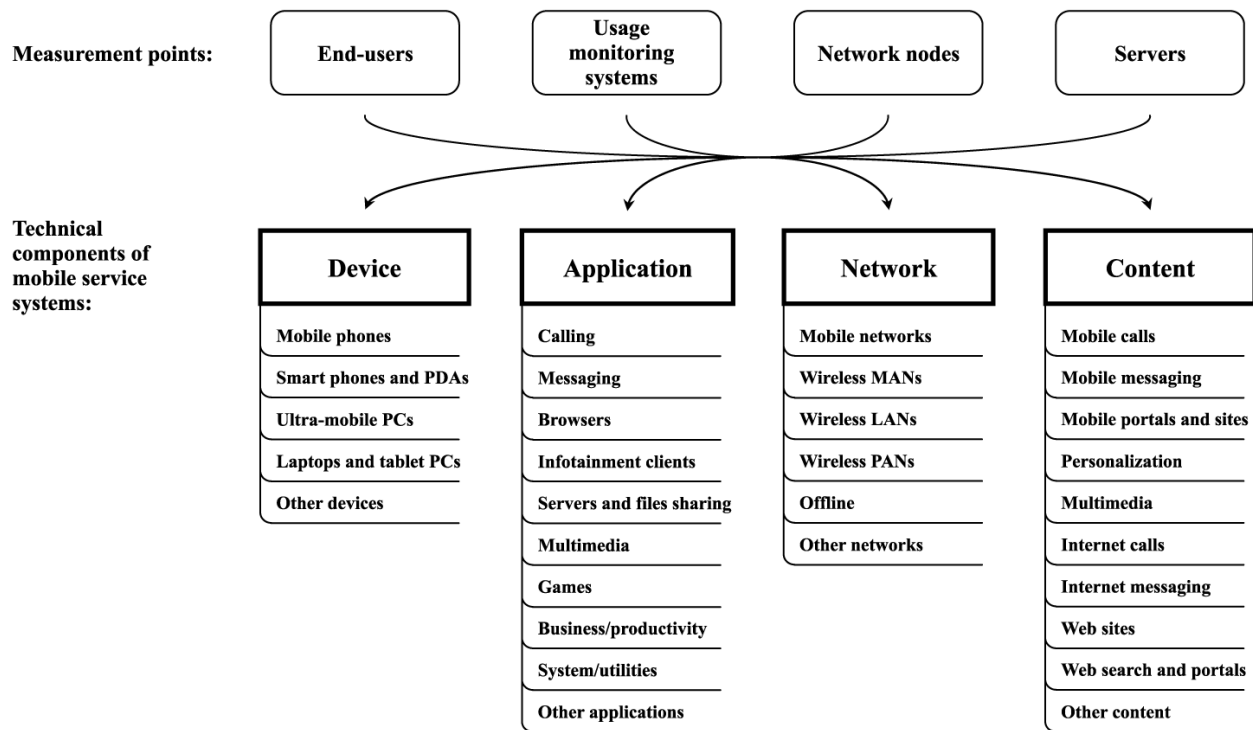 Measurement points:
End-users
Usage
monitoring
systems
Network nodes
Servers
Technical
components of
mobile service
systems:
Device
Mobile phones
Smart phones and PDAs
Ultra-mobile PCs
Laptops and tablet PCs
Other devices
Application
Calling
Messaging
Browsers
Infotainment clients
Servers and files sharing
Multimedia
Games
Business/productivity
System/utilities
Other applications
Network
Mobile networks
Wireless MANs
Wireless LANs
Wireless PANs
Offline
Other networks
Content
Mobile calls
Mobile messaging
Mobile portals and sites
Personalization
Multimedia
Internet calls
Internet messaging
Web sites
Web search and portals
Other content